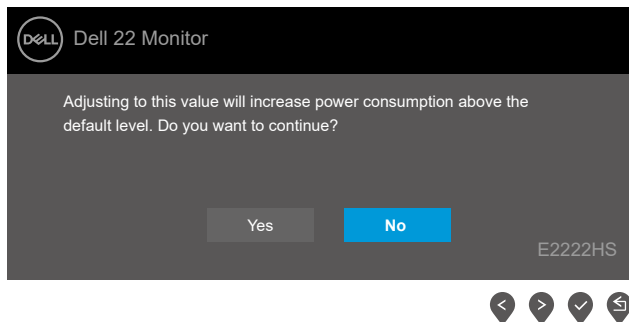 DELL Dell 22 Monitor
Adjusting to this value will increase power consumption above the
default level. Do you want to continue?
Yes No
E2222HS